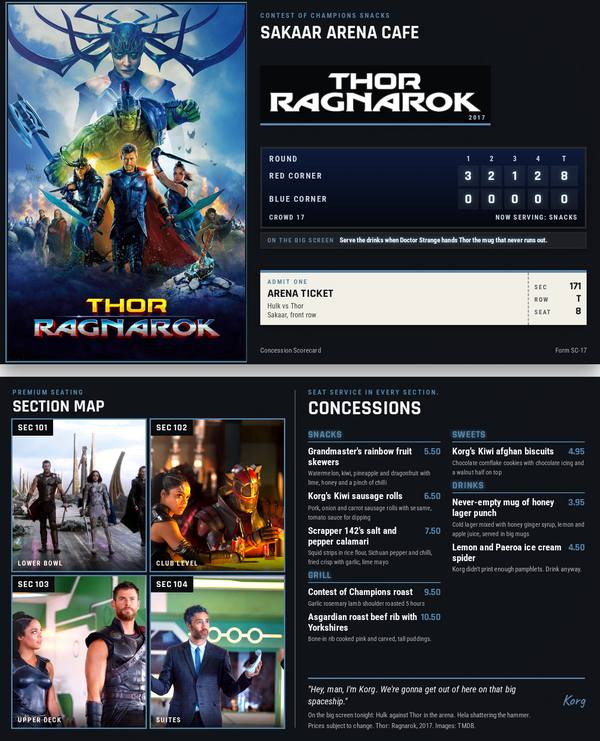 CONTEST OF CHAMPIONS SNACKS
SAKAAR ARENA CAFE
THOR
RAGNAROK
2017
ROUND 1 2 3 4 T
RED CORNER 3 2 1 2 8
BLUE CORNER 0 0 0 0 0
CROWD 17 NOW SERVING: SNACKS
ON THE BIG SCREEN Serve the drinks when Doctor Strange hands Thor the mug that never runs out.
ADMIT ONE
ARENA TICKET
Hulk vs Thor
Sakaar, front row
SEC 171
ROW T
SEAT 8
Concession Scorecard Form SC-17
THOR
RAGNAROK
PREMIUM SEATING
SECTION MAP
SEC 101
LOWER BOWL
SEC 102
CLUB LEVEL
SEC 103
UPPER DECK
SEC 104
SUITES
SEAT SERVICE IN EVERY SECTION.
CONCESSIONS
SNACKS
Grandmaster's rainbow fruit 5.50
skewers
Watermelon, kiwi, pineapple and dragonfruit with
lime, honey and a pinch of chilli
Korg's Kiwi sausage rolls 6.50
Pork, onion and carrot sausage rolls with sesame,
tomato sauce for dipping
Scrapper 142's salt and 7.50
pepper calamari
Squid strips in rice flour, Sichuan pepper and chilli,
fried crisp with garlic, lime mayo
GRILL
Contest of Champions roast 9.50
Garlic rosemary lamb shoulder roasted 5 hours
Asgardian roast beef rib with 10.50
Yorkshires
Bone-in rib cooked pink and carved, tall puddings.
SWEETS
Korg's Kiwi afghan biscuits 4.95
Chocolate cornflake cookies with chocolate icing and
a walnut half on top
DRINKS
Never-empty mug of honey 3.95
lager punch
Cold lager mixed with honey ginger syrup, lemon and
apple juice, served in big mugs
Lemon and Paeroa ice cream 4.50
spider
Korg didn't print enough pamphlets. Drink anyway.
"Hey, man, I'm Korg. We're gonna get out of here on that big
spaceship."
Korg
On the big screen tonight: Hulk against Thor in the arena. Hela shattering the hammer.
Prices subject to change. Thor: Ragnarok, 2017. Images: TMDB.